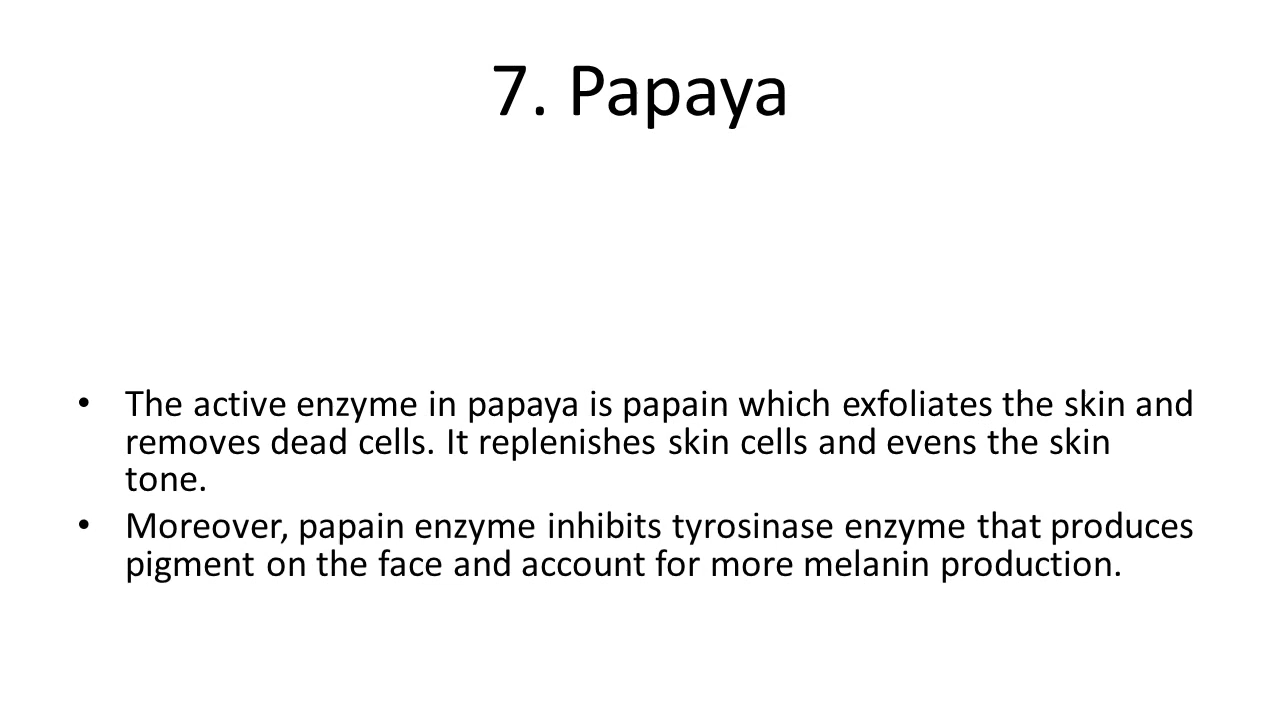 7. Papaya
• The active enzyme in papaya is papain which exfoliates the skin and
removes dead cells. It replenishes skin cells and evens the skin
tone.
• Moreover, papain enzyme inhibits tyrosinase enzyme that produces
pigment on the face and account for more melanin production.